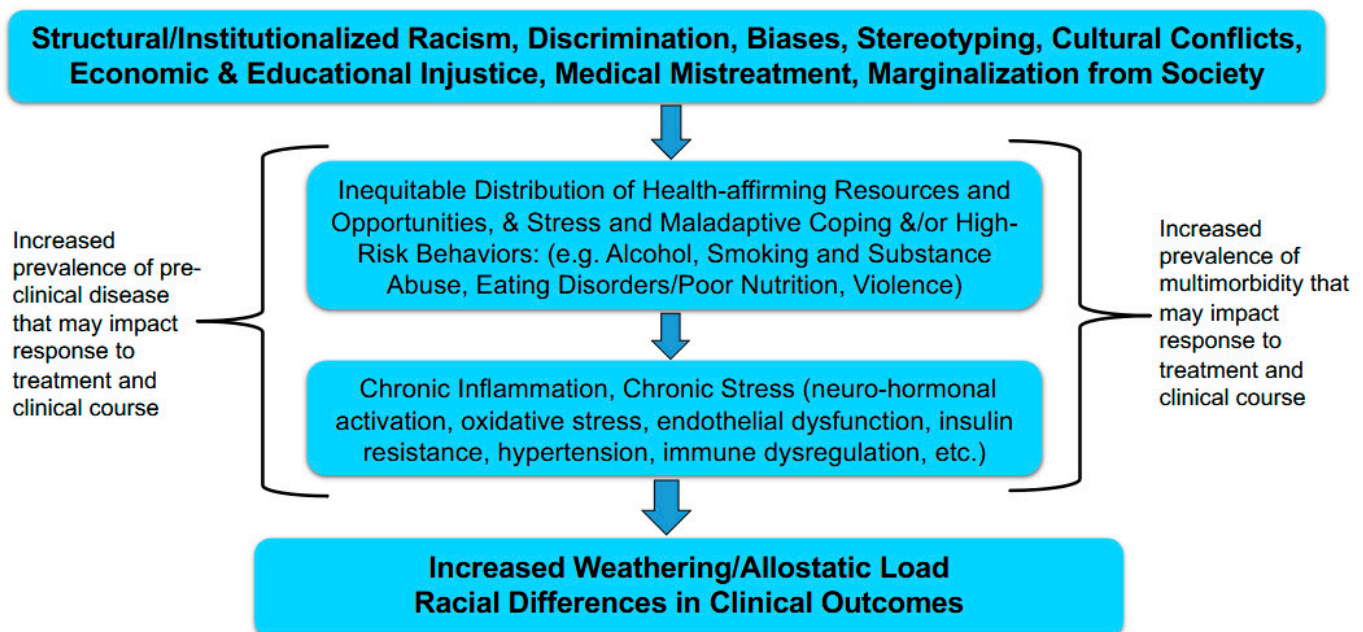 Structural/Institutionalized Racism, Discrimination, Biases, Stereotyping, Cultural Conflicts,
Economic & Educational Injustice, Medical Mistreatment, Marginalization from Society
Inequitable Distribution of Health-affirming Resources and
Opportunities, & Stress and Maladaptive Coping &/or High-
Risk Behaviors: (e.g. Alcohol, Smoking and Substance
Abuse, Eating Disorders/Poor Nutrition, Violence)
Increased
prevalence of pre-
clinical disease
that may impact
response to
treatment and
clinical course
Increased
prevalence of
multimorbidity that
may impact
response to
treatment and
clinical course
Chronic Inflammation, Chronic Stress (neuro-hormonal
activation, oxidative stress, endothelial dysfunction, insulin
resistance, hypertension, immune dysregulation, etc.)
Increased Weathering/Allostatic Load
Racial Differences in Clinical Outcomes